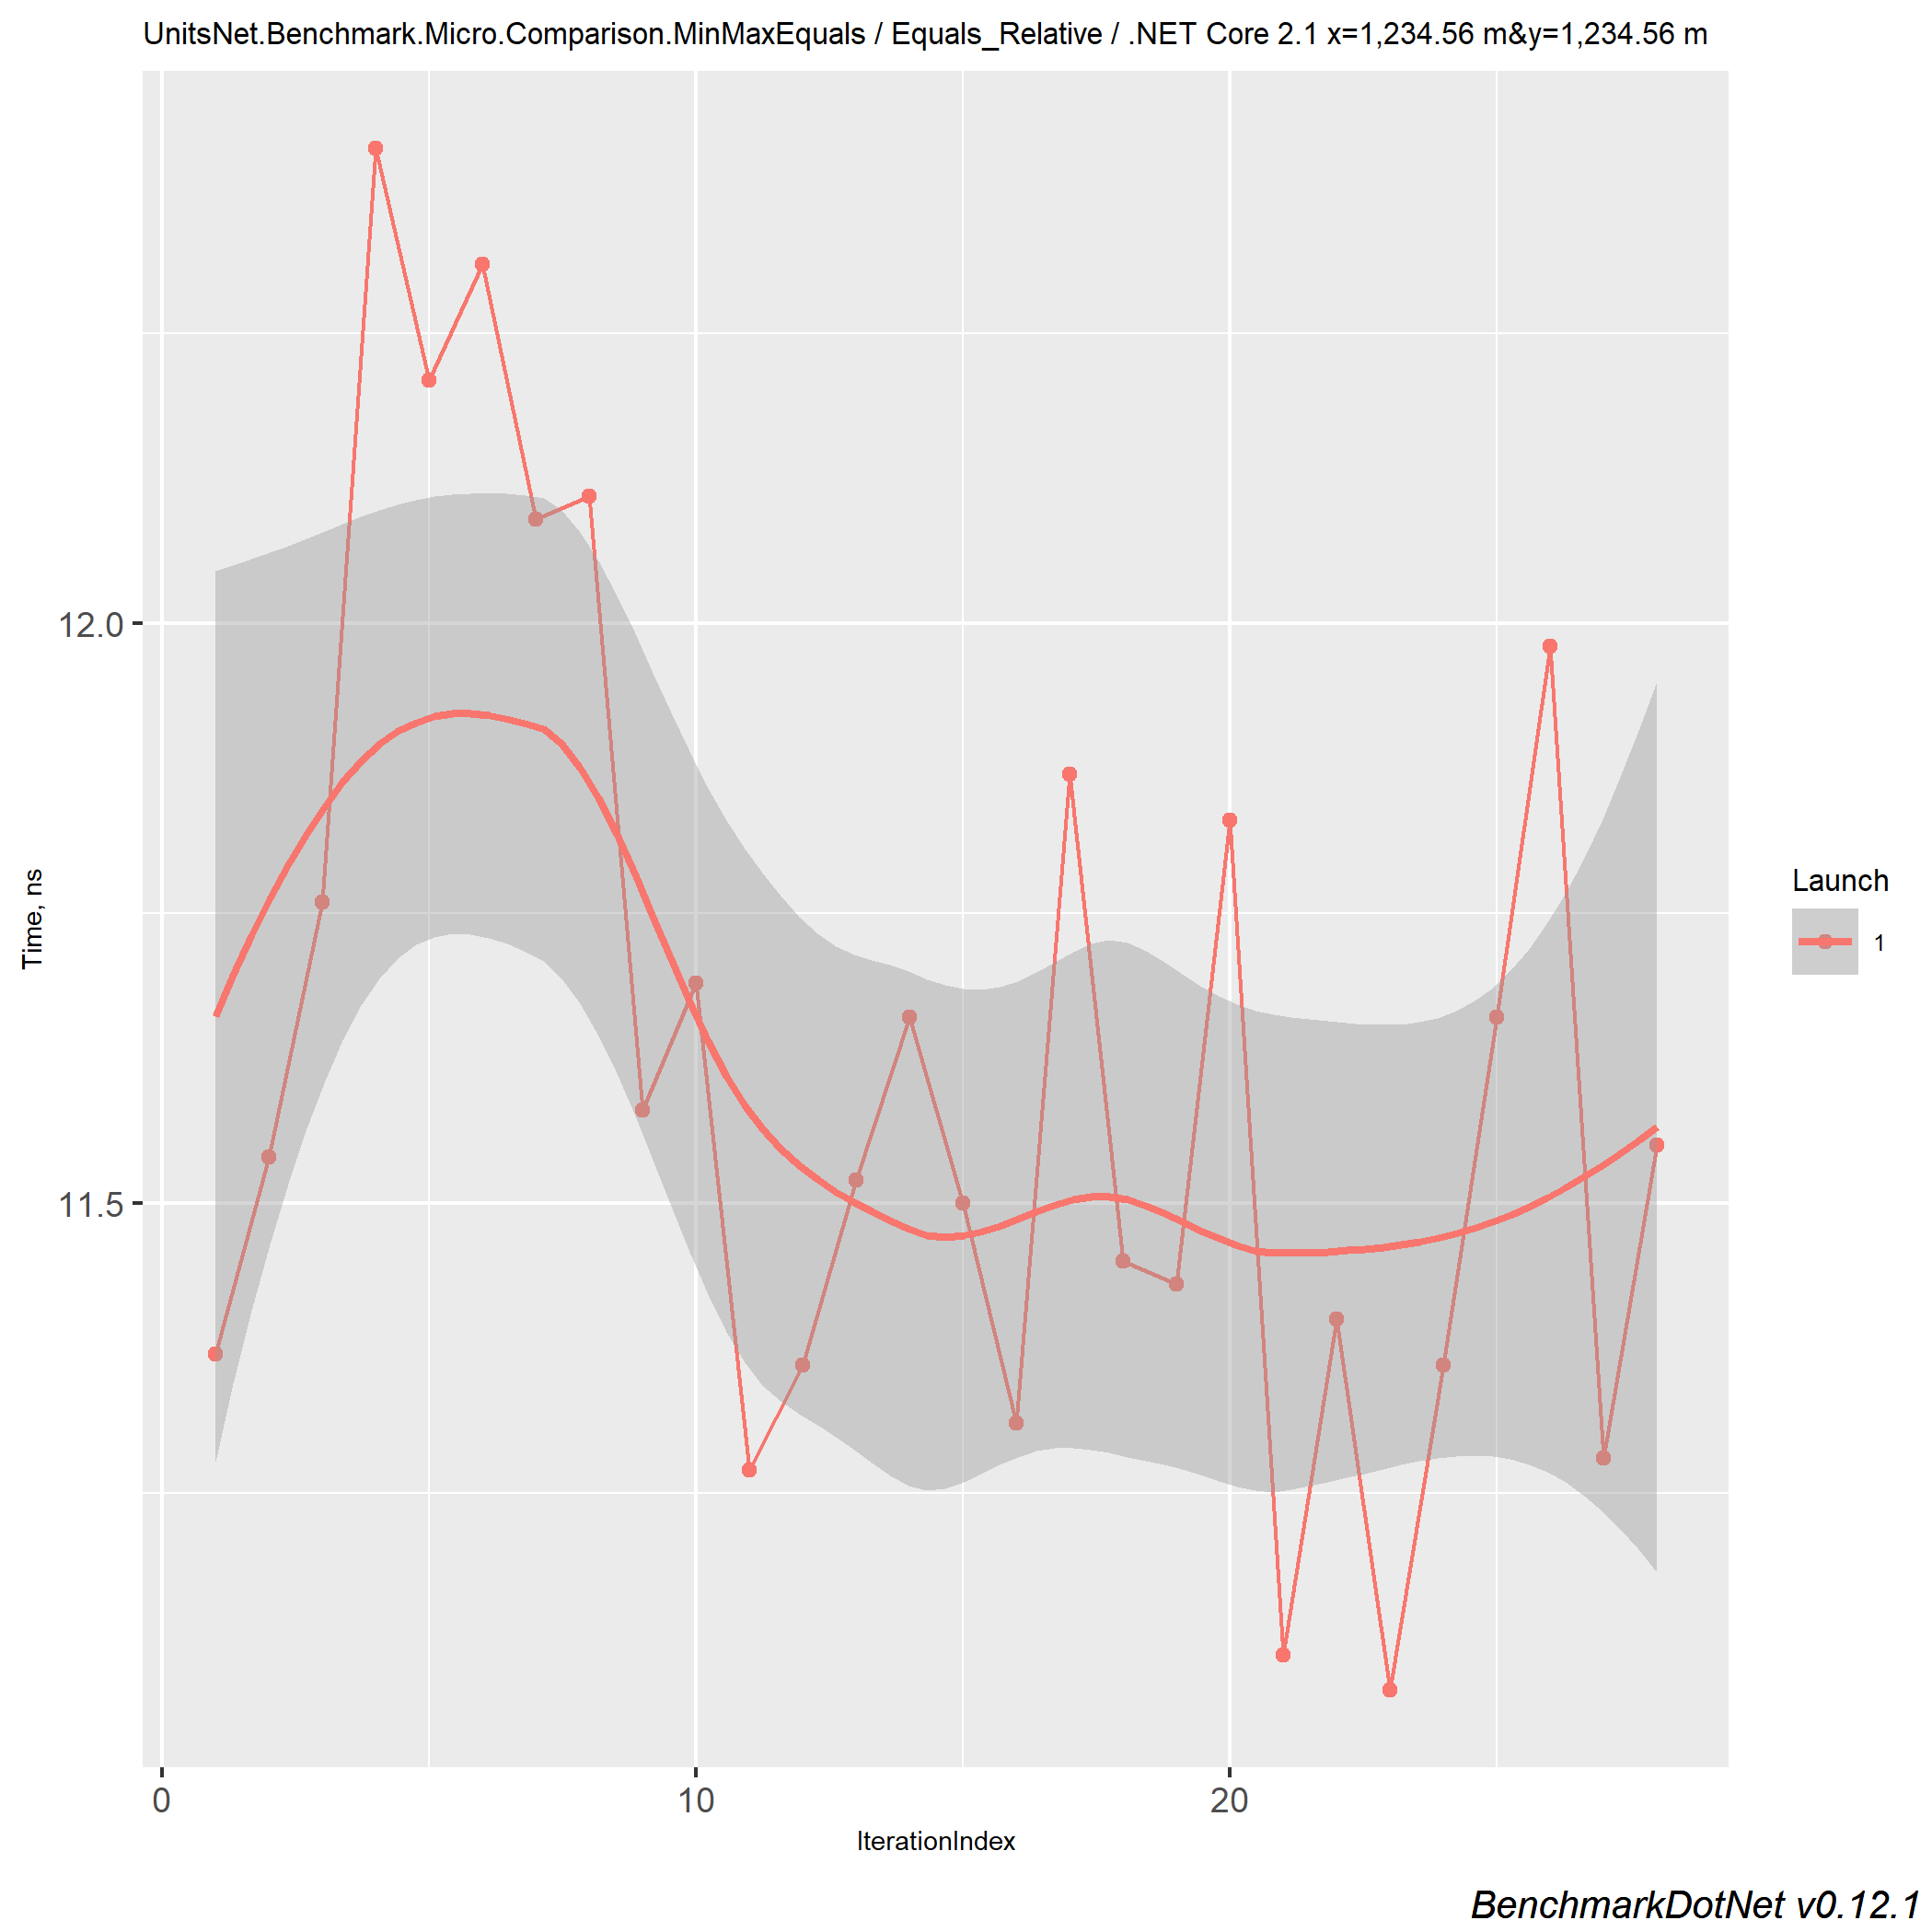 UnitsNet.Benchmark.Micro.Comparison.MinMaxEquals / Equals_Relative / .NET Core 2.1 x=1,234.56 m&y=1,234.56 m
12.0
11.5
Time, ns
Launch
1
0 10 20
IterationIndex
BenchmarkDotNet v0.12.1